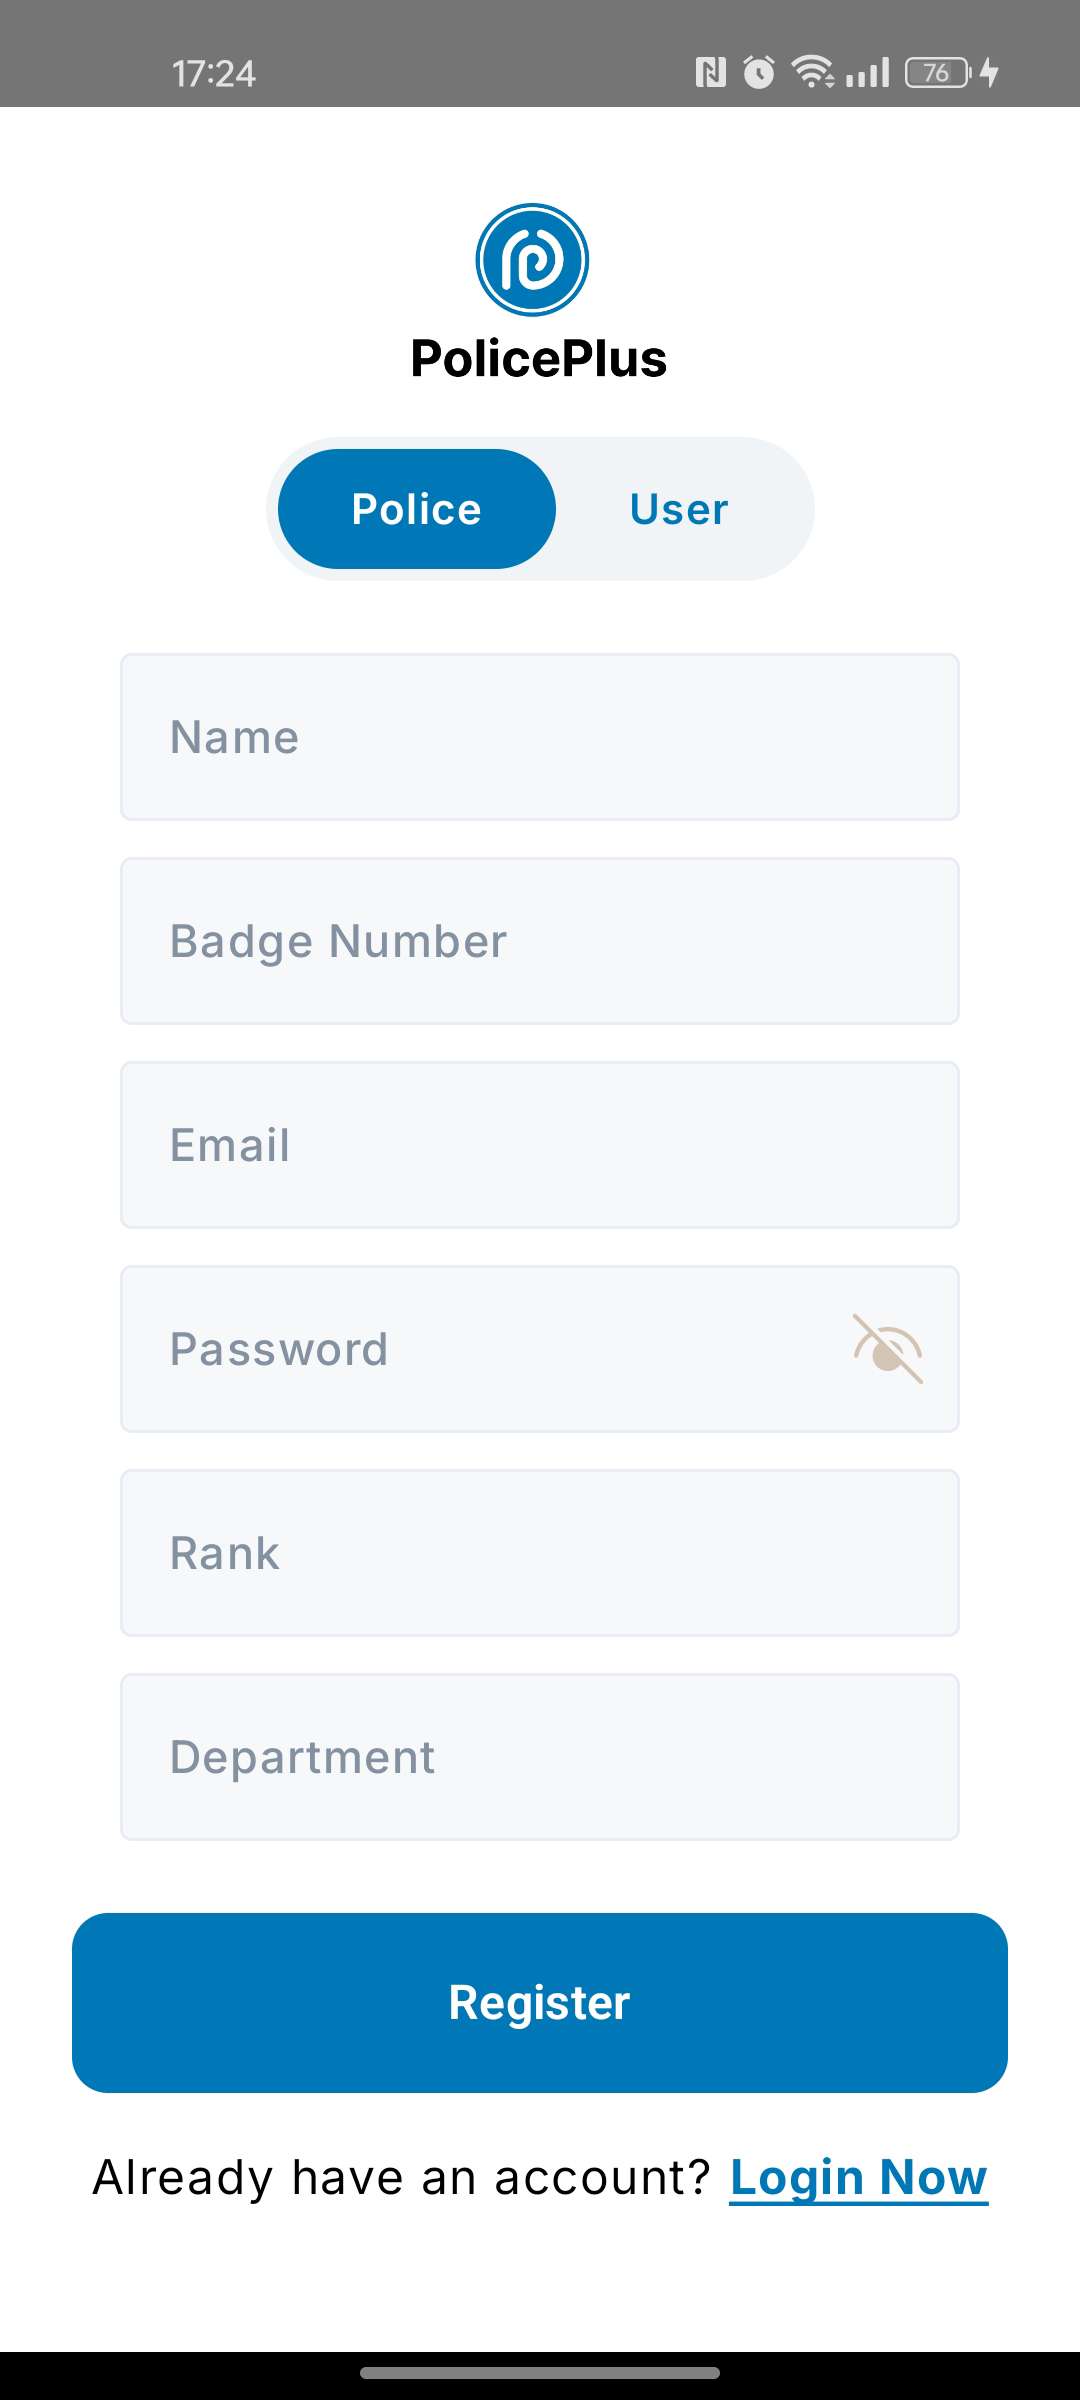 17:24
76
PolicePlus
Police User
Name
Badge Number
Email
Password
Rank
Department
Register
Already have an account? Login Now